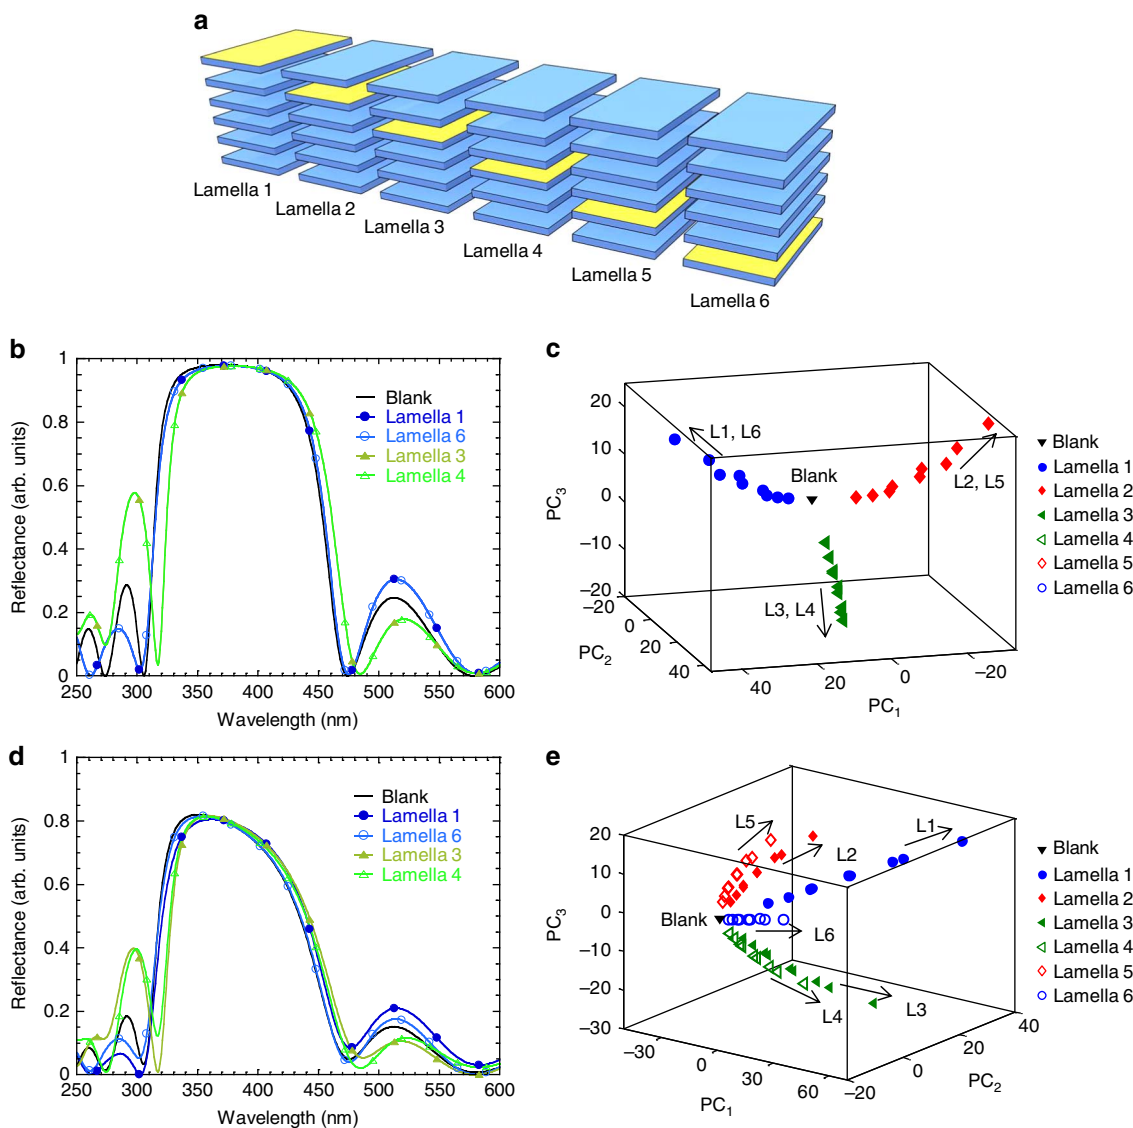 a
Lamella 1
Lamella 2
Lamella 3
Lamella 4
Lamella 5
Lamella 6
b
Reflectance (arb. units)
1
0.8
0.6
0.4
0.2
0
250 300 350 400 450 500 550 600
Wavelength (nm)
Blank
Lamella 1
Lamella 6
Lamella 3
Lamella 4
c
PC3
20
10
0
−10
−20
−20
0
20
40
PC2
40
20
0
−20
PC1
L1, L6
Blank
L2, L5
L3, L4
Blank
Lamella 1
Lamella 2
Lamella 3
Lamella 4
Lamella 5
Lamella 6
d
Reflectance (arb. units)
1
0.8
0.6
0.4
0.2
0
250 300 350 400 450 500 550 600
Wavelength (nm)
Blank
Lamella 1
Lamella 6
Lamella 3
Lamella 4
e
PC3
20
10
0
−10
−20
−30
−30
0
30
60
PC1
−20
0
20
40
PC2
L5
L2
L1
Blank
L6
L4
L3
Blank
Lamella 1
Lamella 2
Lamella 3
Lamella 4
Lamella 5
Lamella 6